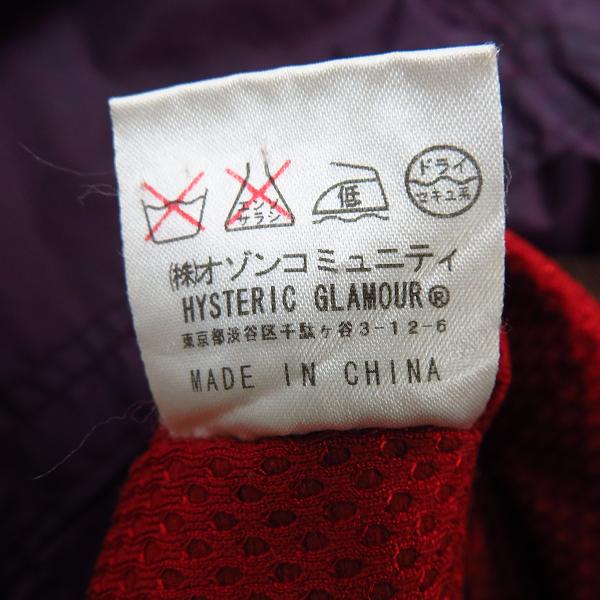 エンソ
サラシ
低
ドライ
セキユ系
(株)オゾンコミュニティ
HYSTERIC GLAMOUR®
東京都渋谷区千駄ヶ谷3-12-6
MADE IN CHINA